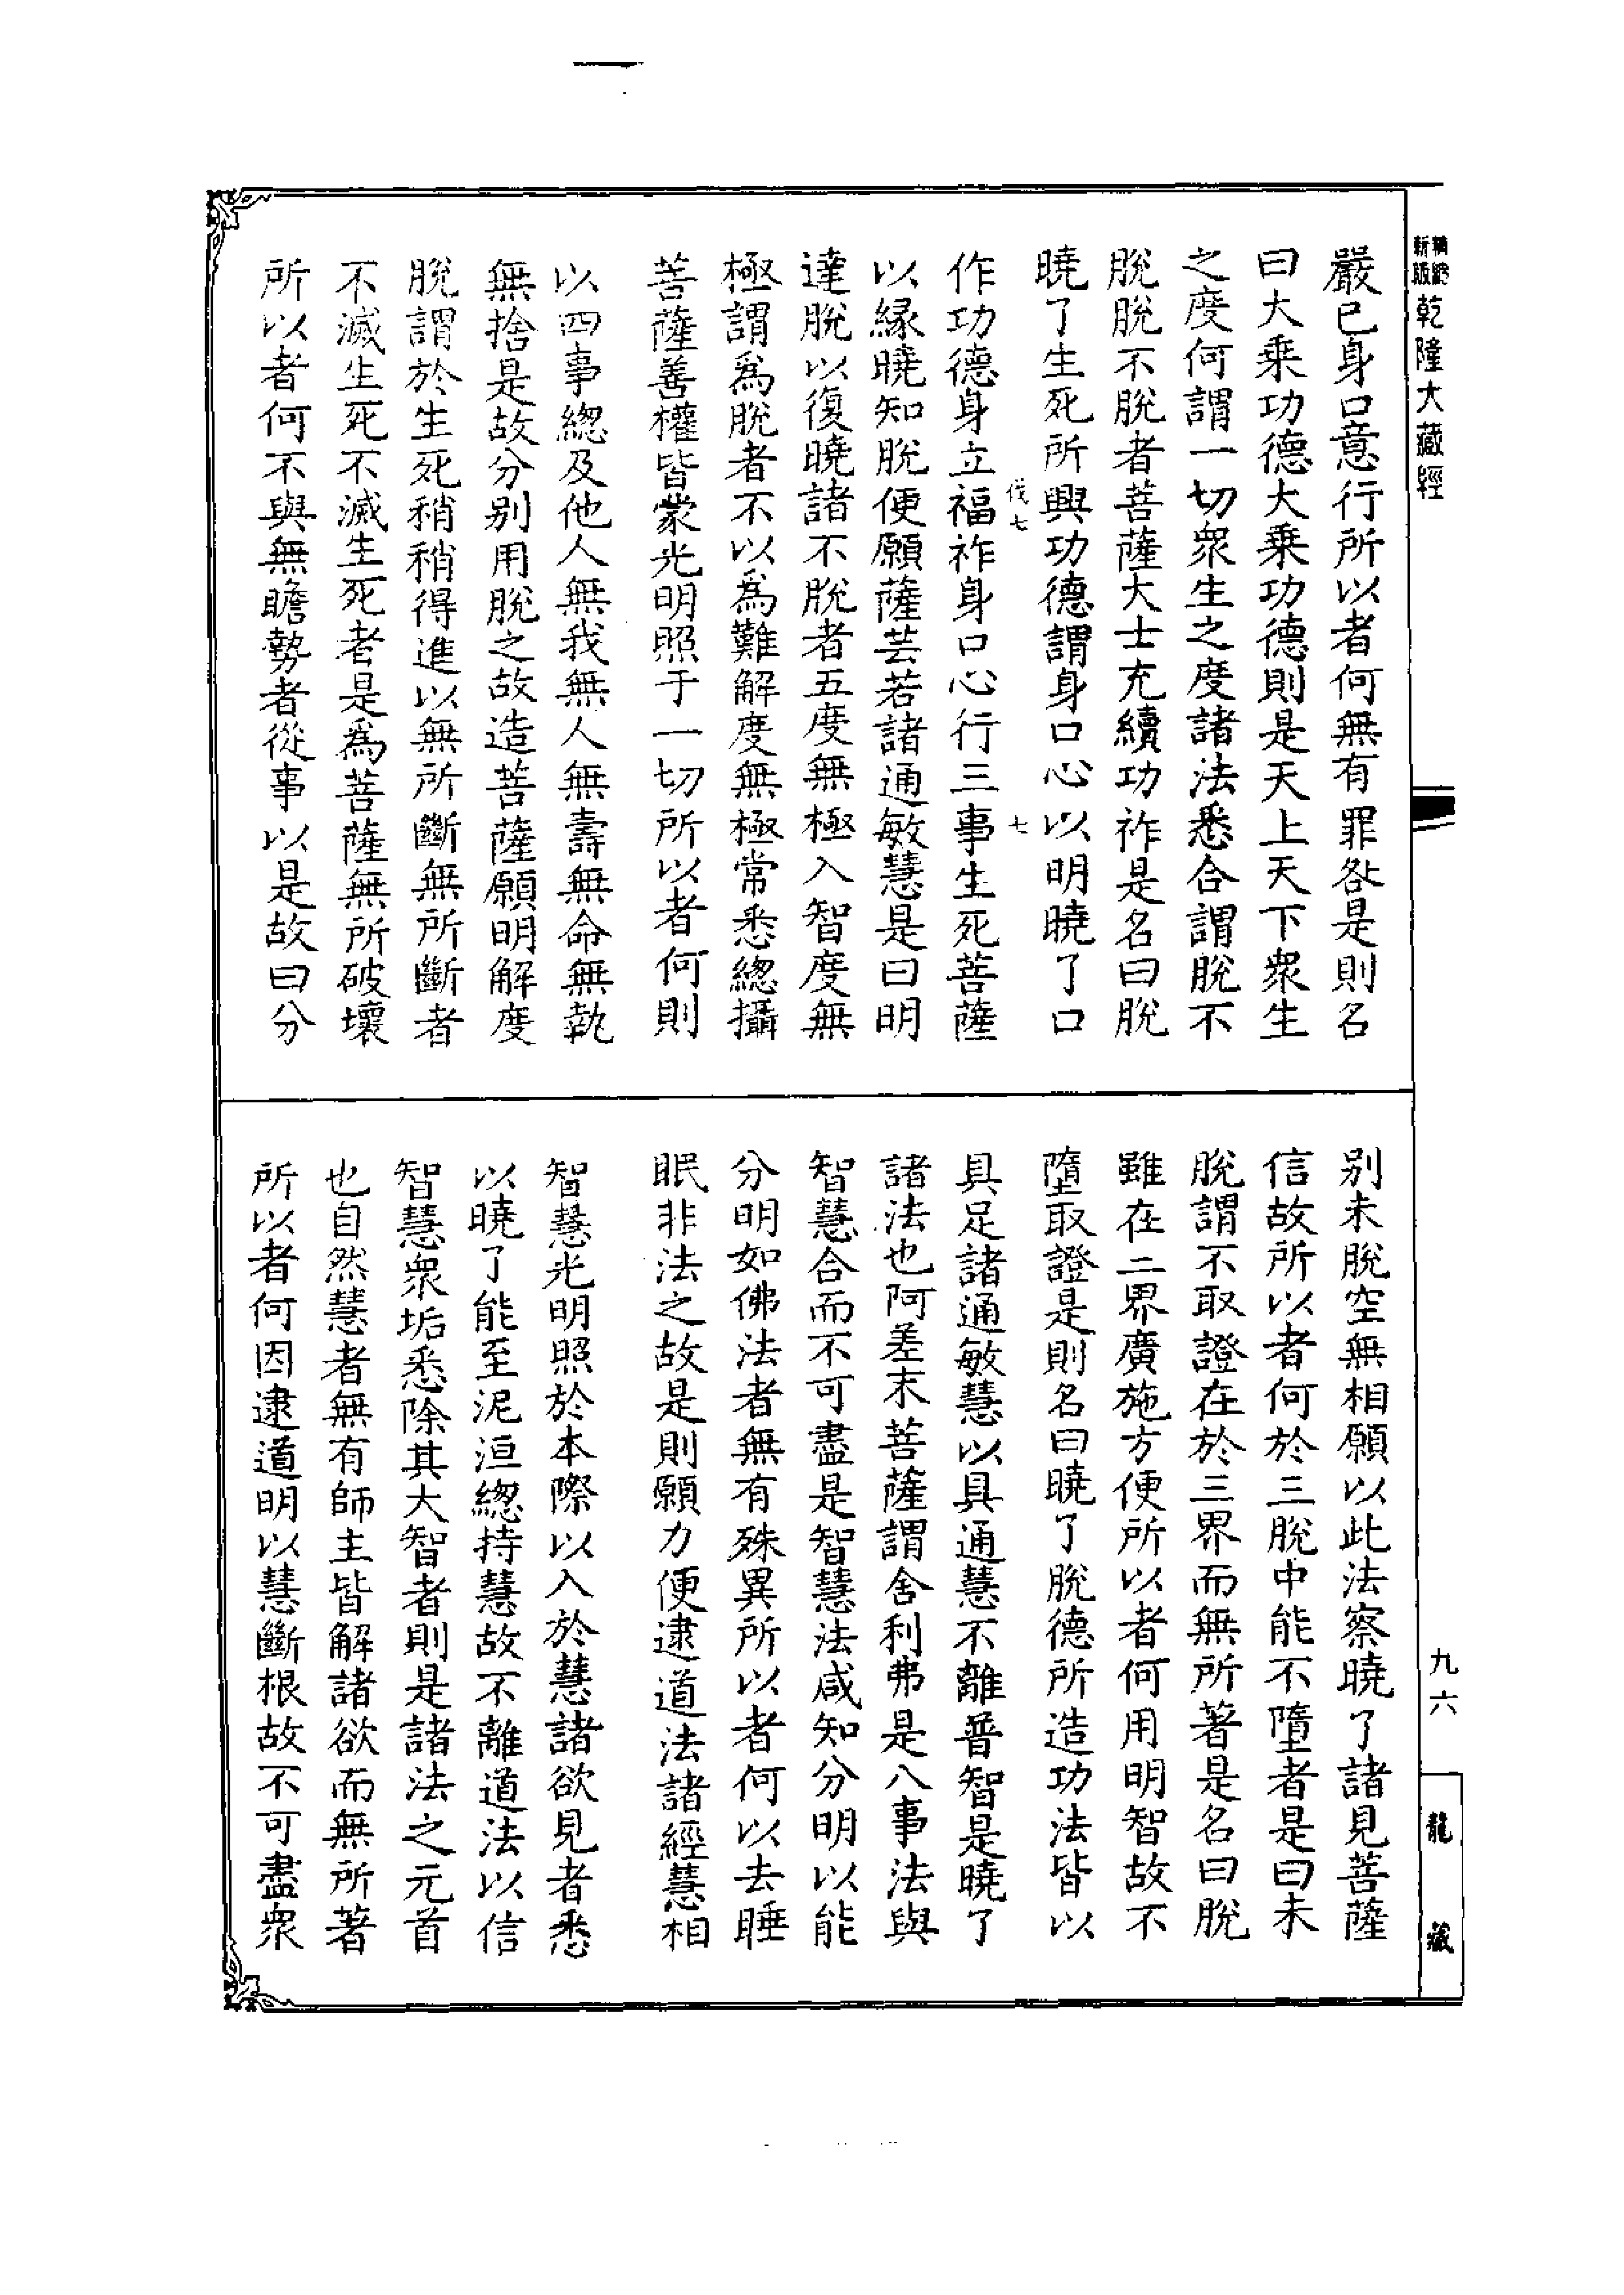 精繕
新版
乾隆大藏經
嚴已身口意行所以者何無有罪咎是則名
曰大乘功德大乘功德則是天上天下衆生
之度何謂一切衆生之度諸法悉合謂脫不
脫脫不脫者菩薩大士充續功祚是名曰脫
曉了生死所興功德謂身口心以明曉了口
伐七
七
作功德身立福祚身口心行三事生死菩薩
以緣曉知脫便願薩芸若諸通敏慧是曰明
達脫以復曉諸不脫者五度無極入智度無
極謂爲脫者不以爲難解度無極常悉總攝
菩薩善權皆蒙光明照于一切所以者何則
以四事總及他人無我無人無壽無命無執
無捨是故分別用脫之故造菩薩願明解度
脫謂於生死稍稍得進以無所斷無所斷者
不滅生死不滅生死者是爲菩薩無所破壞
所以者何不與無瞻勢者從事以是故曰分
別未脫空無相願以此法察曉了諸見菩薩
信故所以者何於三脫中能不墮者是曰未
脫謂不取證在於三界而無所著是名曰脫
雖在二界廣施方便所以者何用明智故不
墮取證是則名曰曉了脫德所造功法皆以
具足諸通敏慧以具通慧不離普智是曉了
諸法也阿差末菩薩謂舍利弗是八事法與
智慧合而不可盡是智慧法咸知分明以能
分明如佛法者無有殊異所以者何以去睡
眠非法之故是則願力便逮道法諸經慧相
智慧光明照於本際以入於慧諸欲見者悉
以曉了能至泥洹總持慧故不離道法以信
智慧衆垢悉除其大智者則是諸法之元首
也自然慧者無有師主皆解諸欲而無所著
所以者何因逮道明以慧斷根故不可盡衆
九六
龍藏